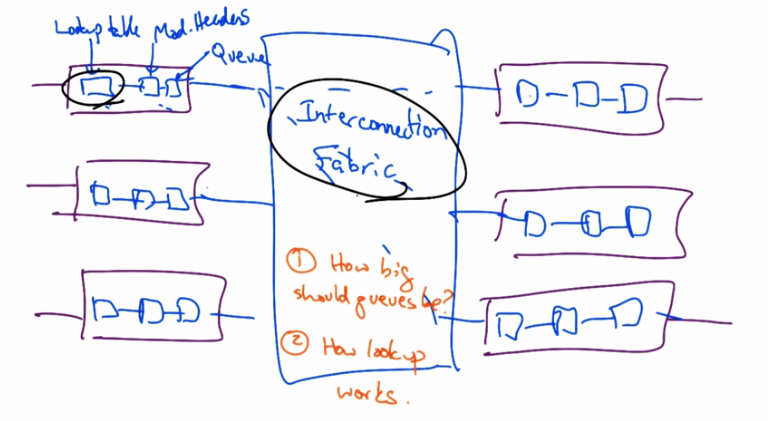 Lookup table Mod. Headers
Queue
Interconnection
Fabric
① How big
should queues be?
② How lookup
works.